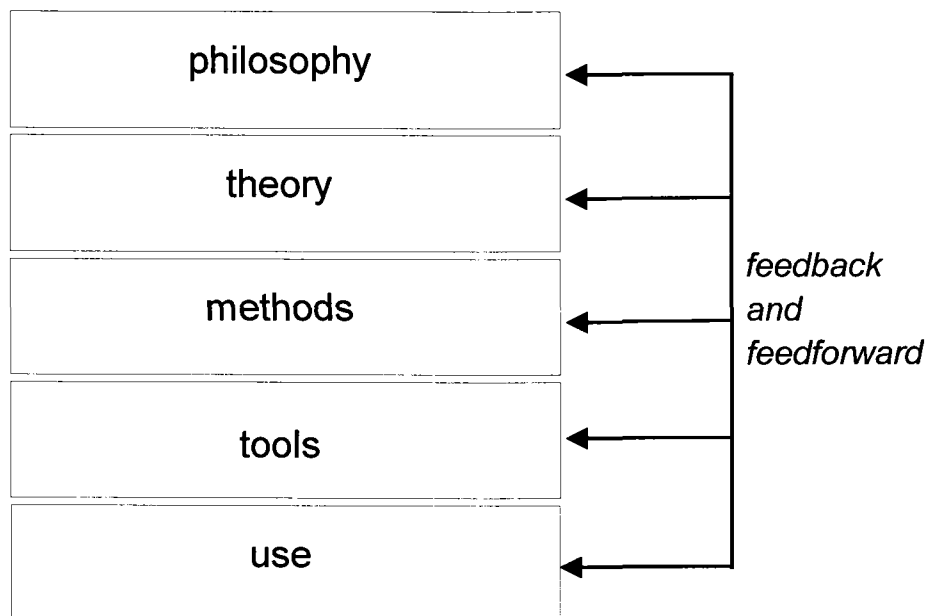 philosophy
theory
methods
tools
use
feedback
and
feedforward